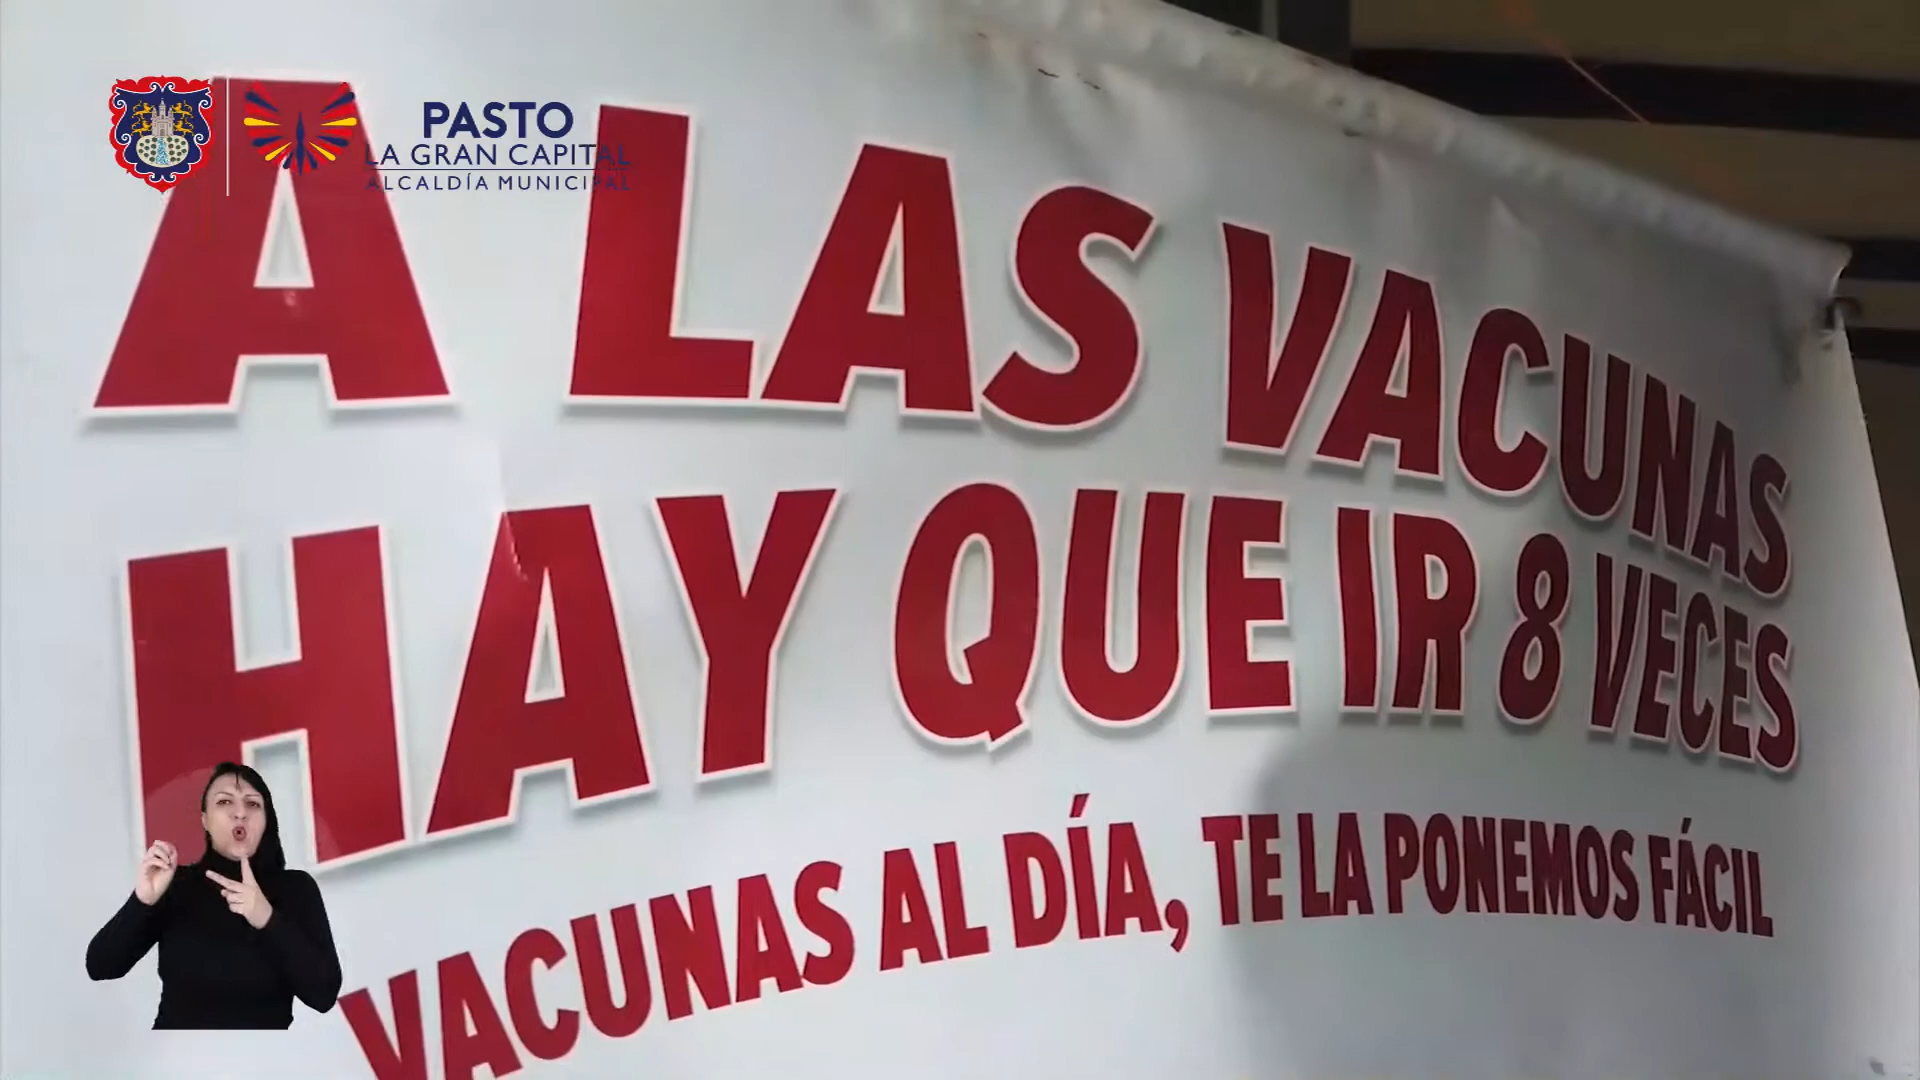 PASTO
LA GRAN CAPITAL
ALCALDÍA MUNICIPAL
A LAS VACUNAS
HAY QUE IR 8 VECES
VACUNAS AL DÍA, TE LA PONEMOS FÁCIL